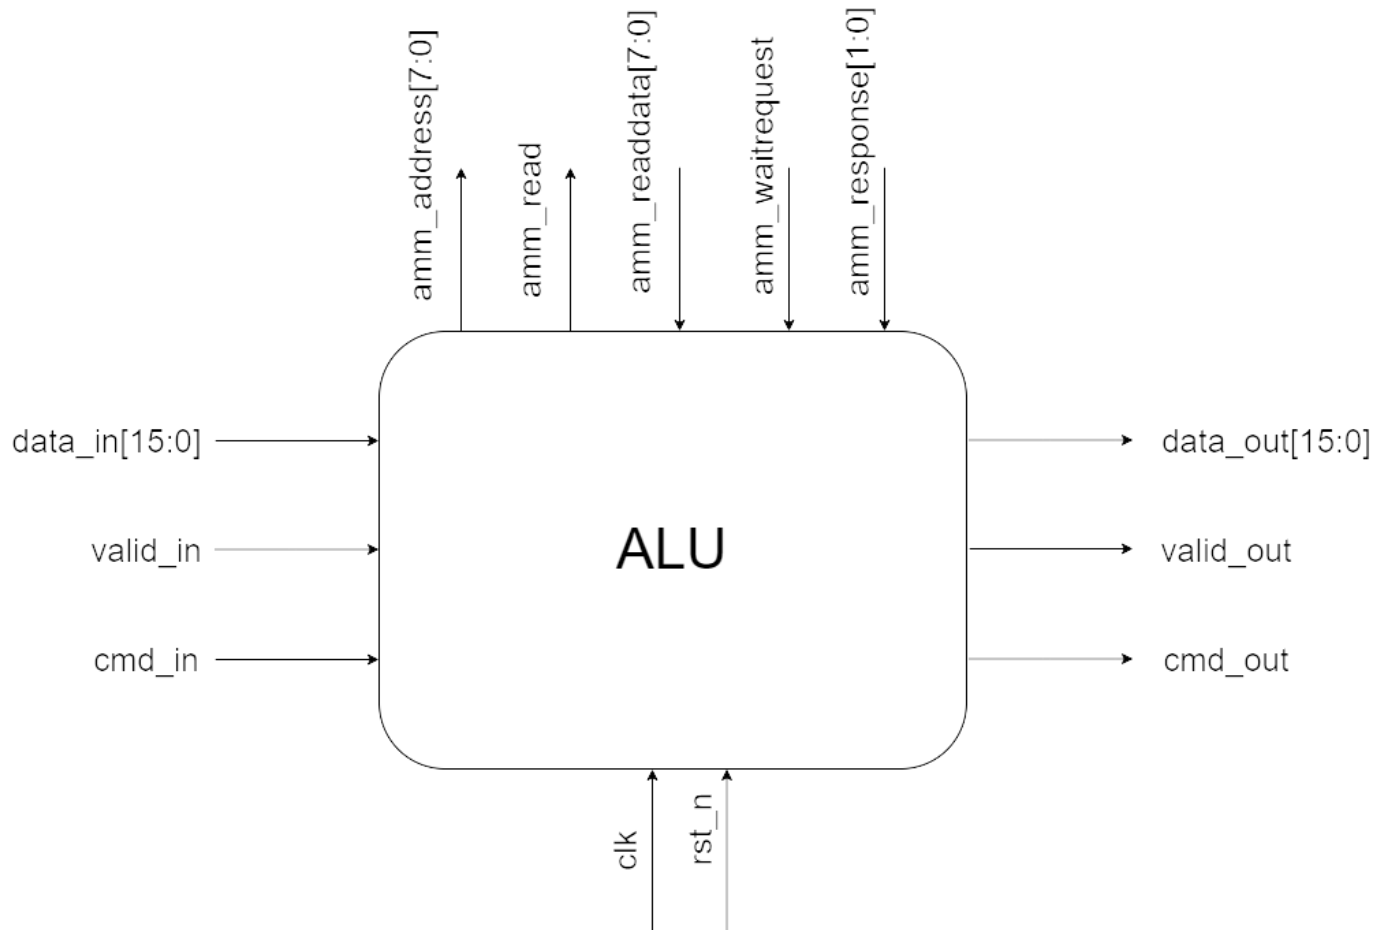 amm_address[7:0]
amm_read
amm_readdata[7:0]
amm_waitrequest
amm_response[1:0]
data_in[15:0]
valid_in
cmd_in
ALU
data_out[15:0]
valid_out
cmd_out
clk
rst_n